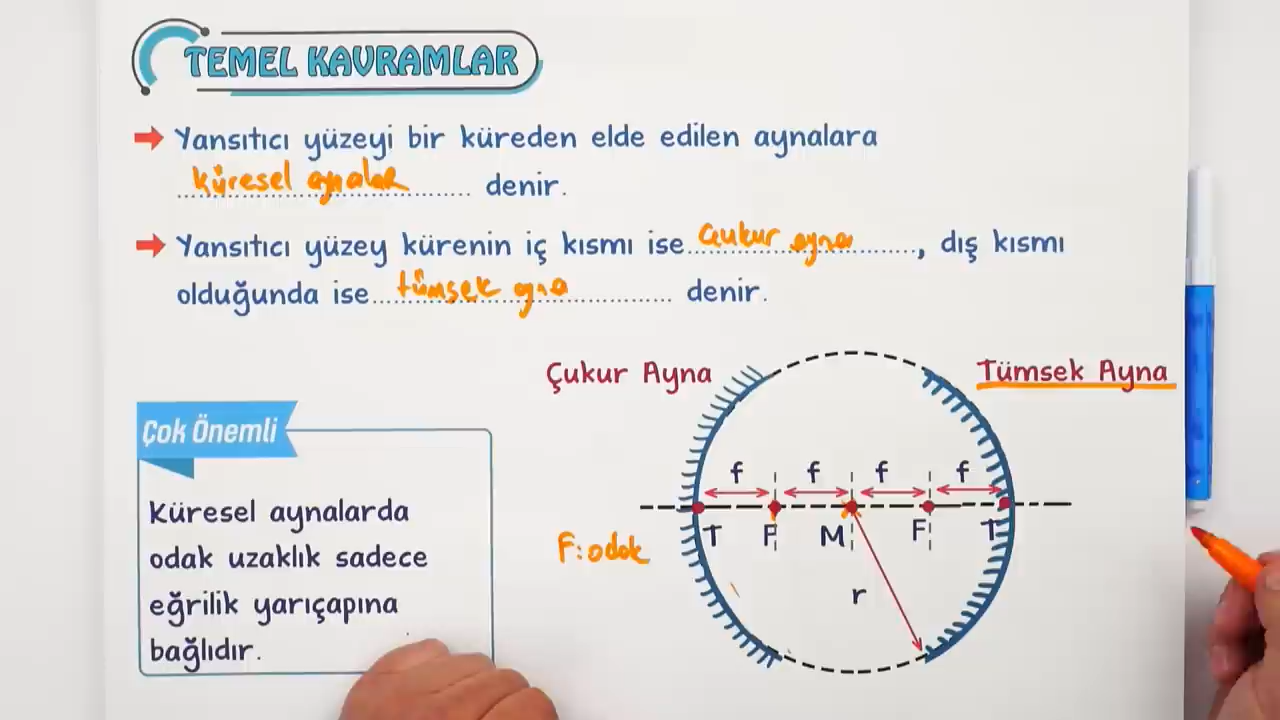 TEMEL KAVRAMLAR
Yansıtıcı yüzeyi bir küreden elde edilen aynalara
küresel aynalar denir.
Yansıtıcı yüzey kürenin iç kısmı ise çukur ayna, dış kısmı
olduğunda ise tümsek ayna denir.
Çukur Ayna
Tümsek Ayna
Çok Önemli
Küresel aynalarda
odak uzaklık sadece
eğrilik yarıçapına
bağlıdır.
f f f f
T F M F T
F: odak
r